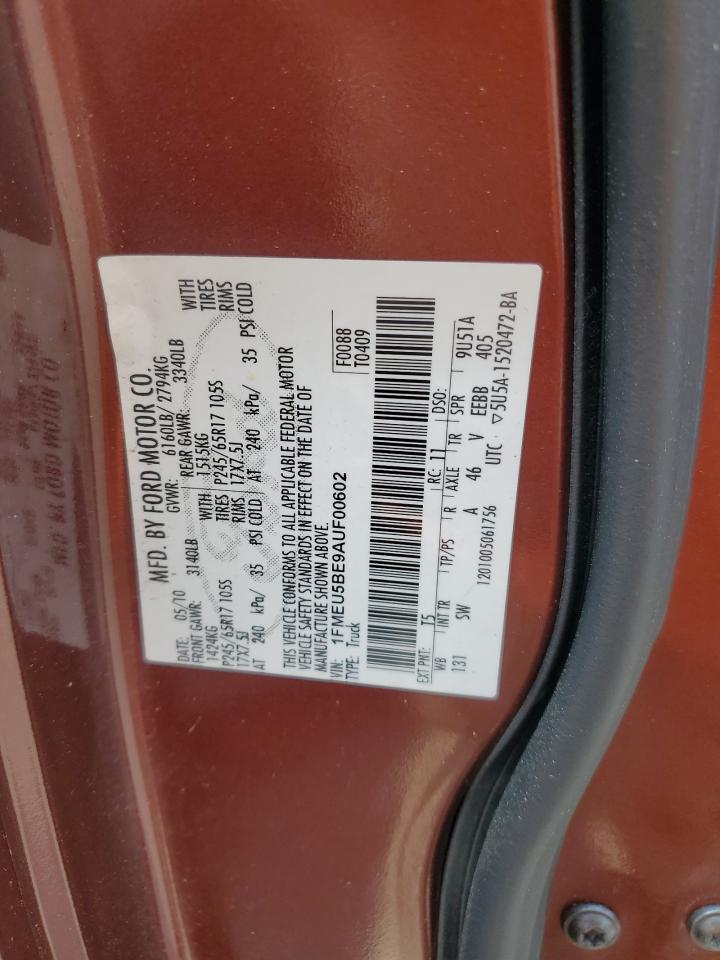 MFD. BY FORD MOTOR CO.
DATE: 05/10 GVWR: 6160LB/ 2794KG
FRONT GAWR: 3140LB REAR GAWR: 3340LB
1424KG WITH 1515KG WITH
P245/65R17 105S TIRES P245/65R17 105S TIRES
17X7.5J RIMS 17X7.5J RIMS
AT 240 kPa/ 35 PSI COLD AT 240 kPa/ 35 PSI COLD
THIS VEHICLE CONFORMS TO ALL APPLICABLE FEDERAL MOTOR
VEHICLE SAFETY STANDARDS IN EFFECT ON THE DATE OF
MANUFACTURE SHOWN ABOVE.
VIN: 1FMEU5BE9AUF00602 F0088
TYPE: Truck T0409
EXT PNT: T5 RC: 11 DSO:
WB INT TR TP/PS R AXLE TR SPR 9U51A
131 SW A 46 V EEBB 405
1201005061756 UTC ▽5U5A-1520472-BA